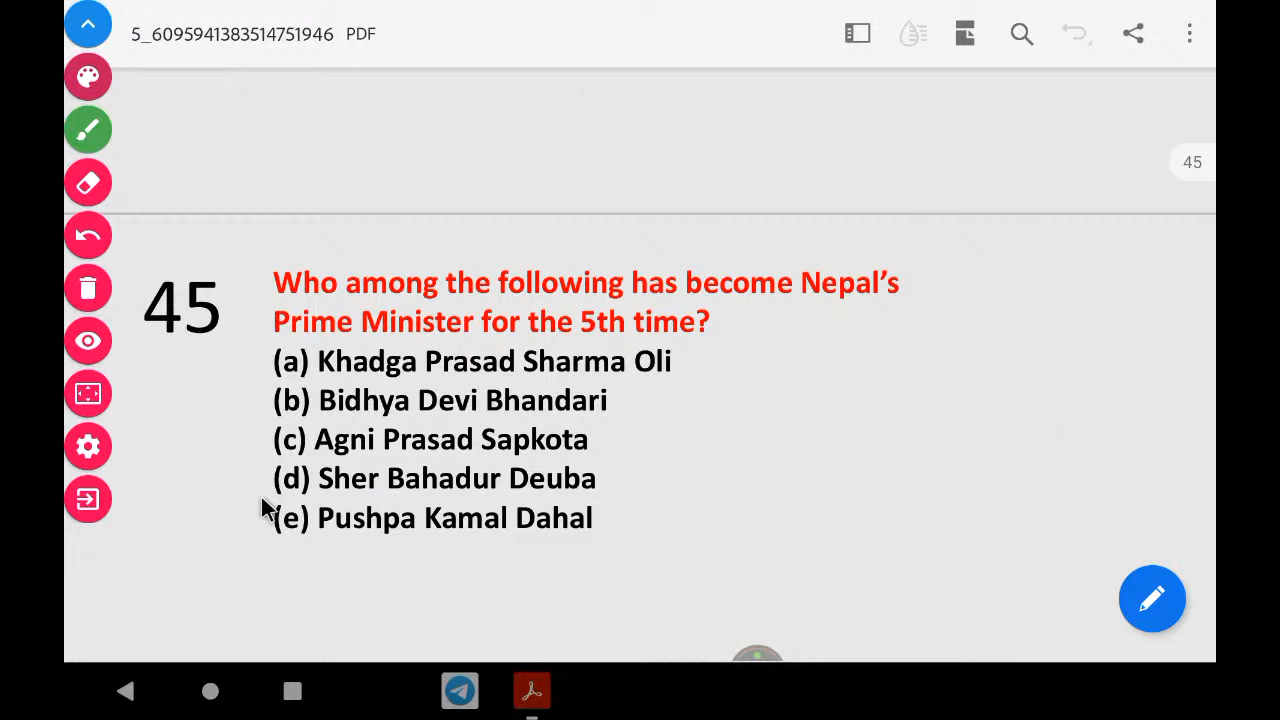 5_6095941383514751946 PDF
45
45
Who among the following has become Nepal’s
Prime Minister for the 5th time?
(a) Khadga Prasad Sharma Oli
(b) Bidhya Devi Bhandari
(c) Agni Prasad Sapkota
(d) Sher Bahadur Deuba
(e) Pushpa Kamal Dahal